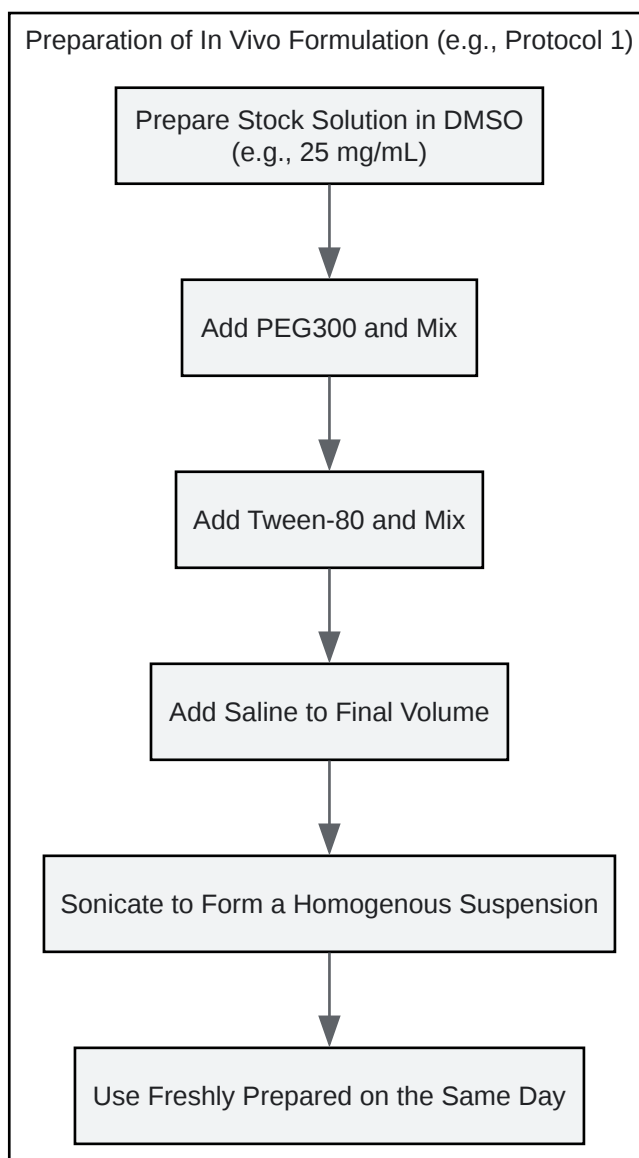 Preparation of In Vivo Formulation (e.g., Protocol 1)
Prepare Stock Solution in DMSO
(e.g., 25 mg/mL)
Add PEG300 and Mix
Add Tween-80 and Mix
Add Saline to Final Volume
Sonicate to Form a Homogenous Suspension
Use Freshly Prepared on the Same Day